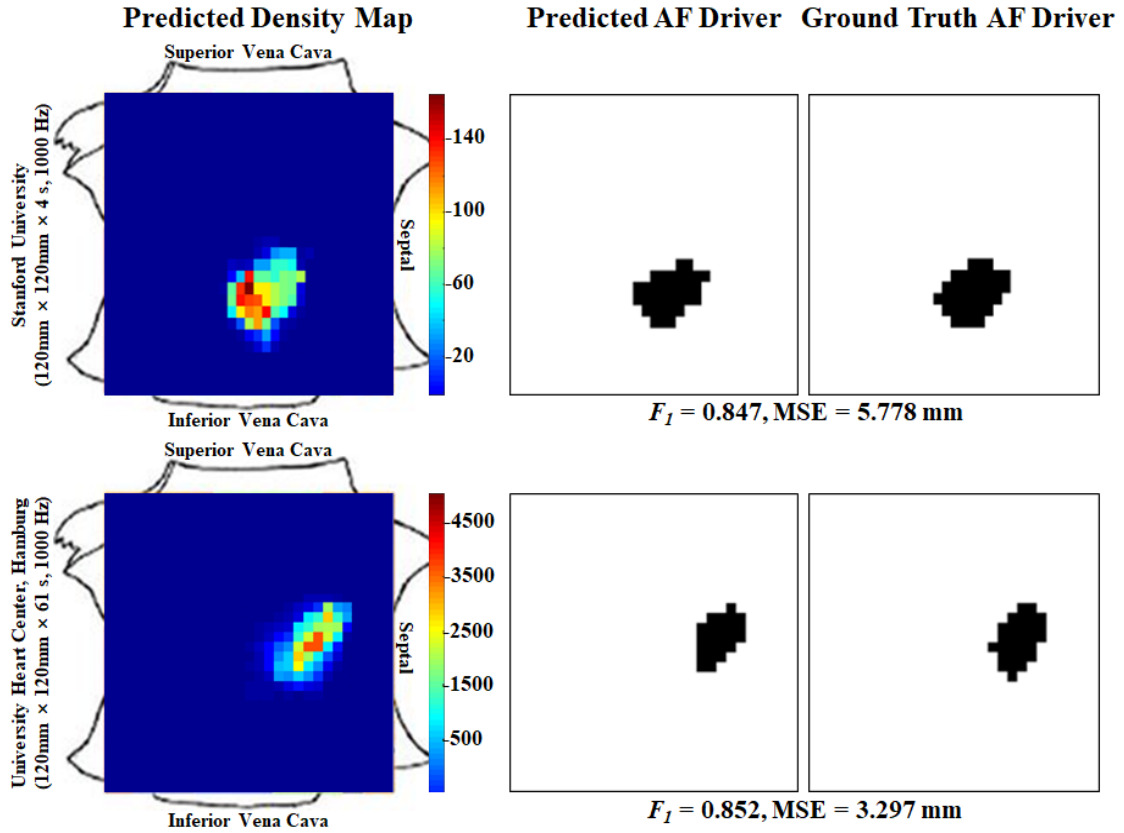 Predicted Density Map
Predicted AF Driver
Ground Truth AF Driver
Superior Vena Cava
Stanford University
(120mm × 120mm × 4 s, 1000 Hz)
Septal
140
100
60
20
Inferior Vena Cava
F1 = 0.847, MSE = 5.778 mm
Superior Vena Cava
University Heart Center, Hamburg
(120mm × 120mm × 61 s, 1000 Hz)
Septal
4500
3500
2500
1500
500
Inferior Vena Cava
F1 = 0.852, MSE = 3.297 mm